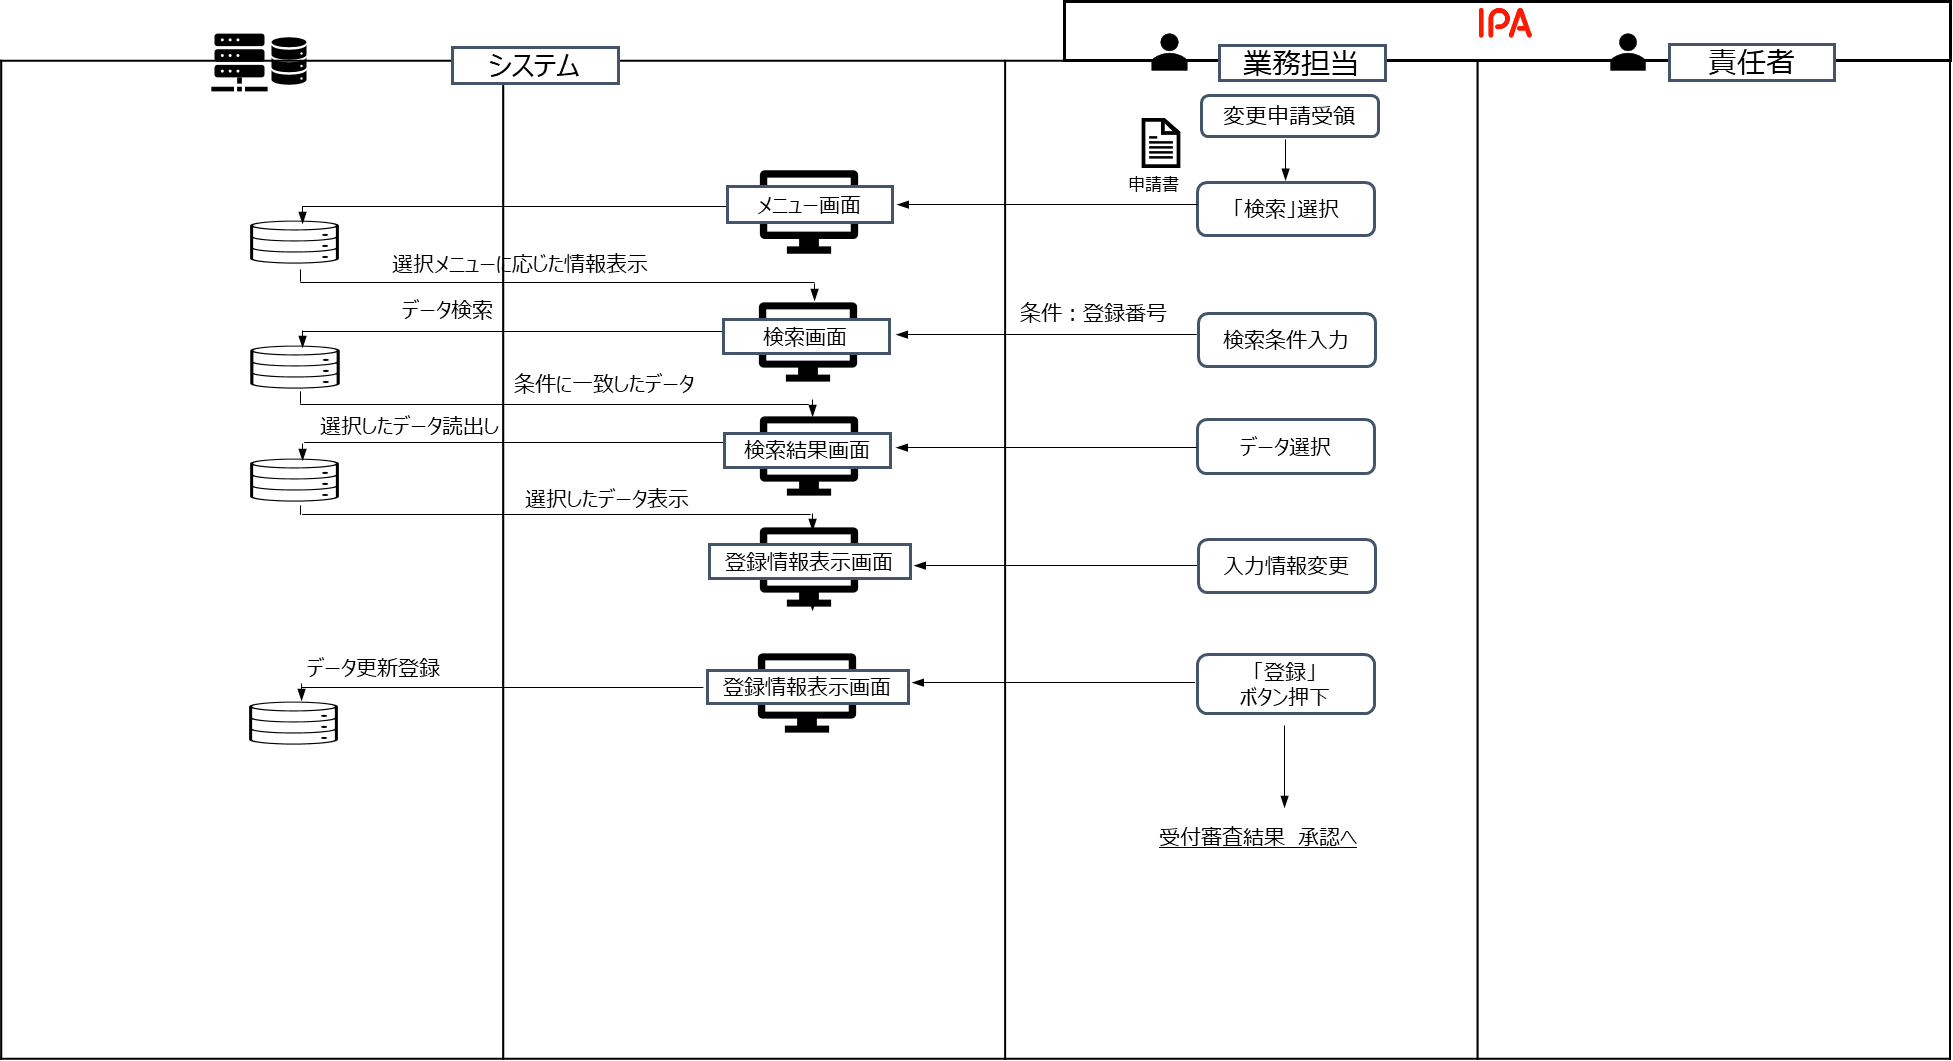 IPA
システム
業務担当
責任者
変更申請受領
申請書
メニュー画面
「検索」選択
選択メニューに応じた情報表示
データ検索
条件：登録番号
検索画面
検索条件入力
条件に一致したデータ
選択したデータ読出し
検索結果画面
データ選択
選択したデータ表示
登録情報表示画面
入力情報変更
データ更新登録
登録情報表示画面
「登録」
ボタン押下
受付審査結果　承認へ